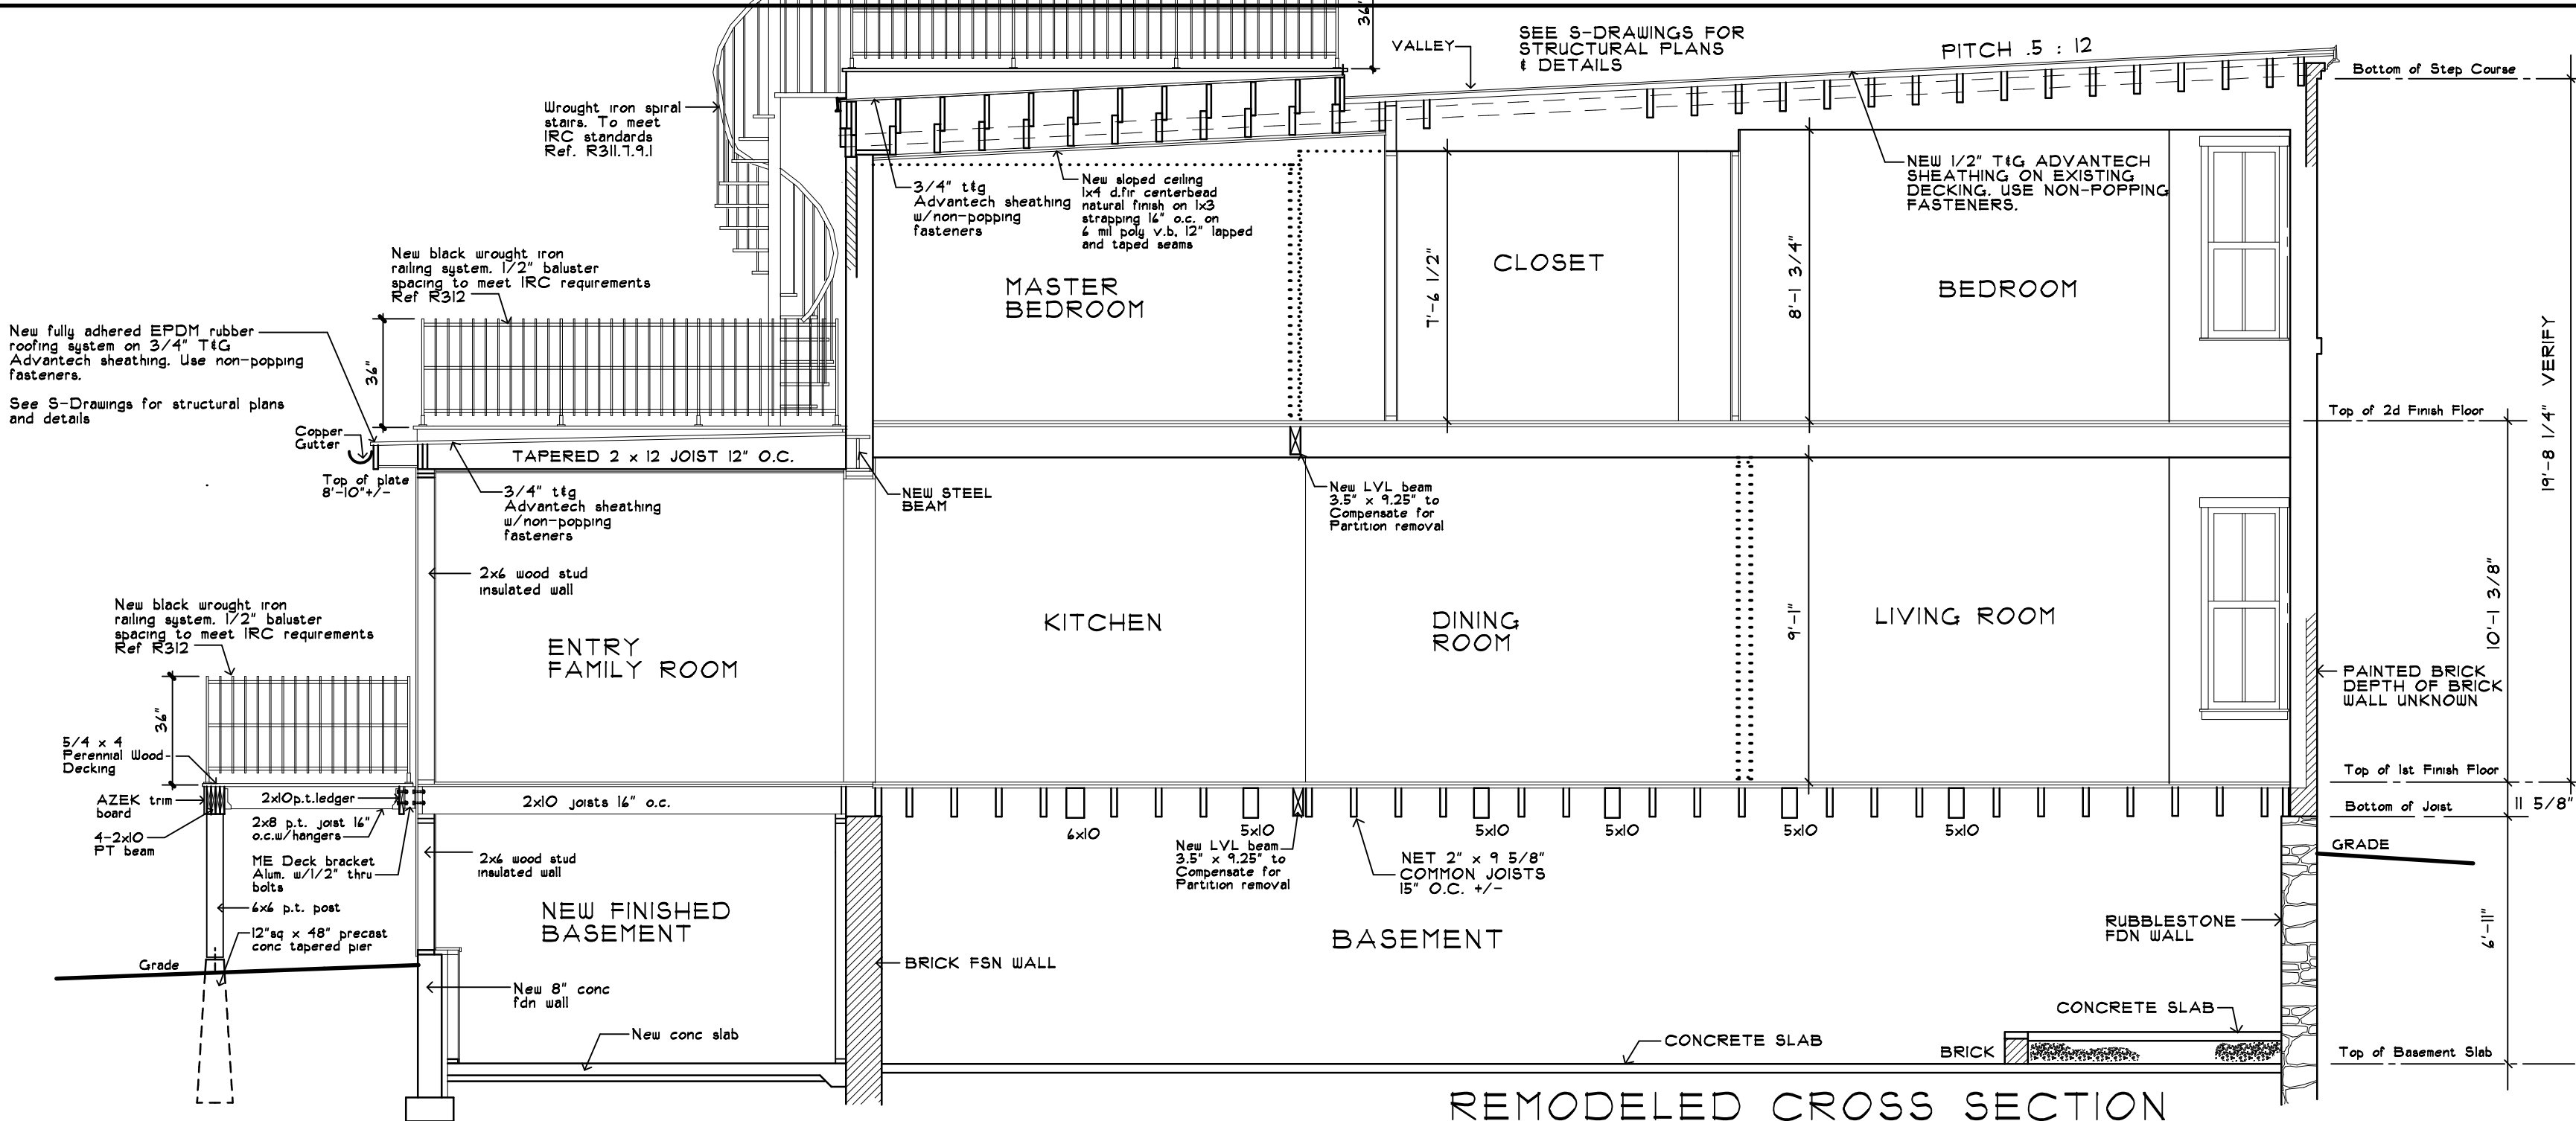 36"
SEE S-DRAWINGS FOR
STRUCTURAL PLANS
& DETAILS
VALLEY
PITCH .5 : 12
Bottom of Step Course
Wrought iron spiral
stairs. To meet
IRC standards
Ref. R311.7.9.1
3/4" t&g
Advantech sheathing
w/non-popping
fasteners
New sloped ceiling
1x4 d.fir centerbead
natural finish on 1x3
strapping 16" o.c. on
6 mil poly v.b. 12" lapped
and taped seams
NEW 1/2" T&G ADVANTECH
SHEATHING ON EXISTING
DECKING. USE NON-POPPING
FASTENERS.
New black wrought iron
railing system. 1/2" baluster
spacing to meet IRC requirements
Ref R312
MASTER
BEDROOM
7'-6 1/2"
CLOSET
8'-1 3/4"
BEDROOM
New fully adhered EPDM rubber
roofing system on 3/4" T&G
Advantech sheathing. Use non-popping
fasteners.
See S-Drawings for structural plans
and details
36"
19'-8 1/4" VERIFY
Top of 2d Finish Floor
Copper
Gutter
TAPERED 2 x 12 JOIST 12" O.C.
Top of plate
8'-10"+/-
3/4" t&g
Advantech sheathing
w/non-popping
fasteners
NEW STEEL
BEAM
New LVL beam
3.5" x 9.25" to
Compensate for
Partition removal
2x6 wood stud
insulated wall
New black wrought iron
railing system. 1/2" baluster
spacing to meet IRC requirements
Ref R312
ENTRY
FAMILY ROOM
KITCHEN
DINING
ROOM
9'-1"
LIVING ROOM
10'-1 3/8"
PAINTED BRICK
DEPTH OF BRICK
WALL UNKNOWN
36"
5/4 x 4
Perennial Wood
Decking
Top of 1st Finish Floor
AZEK trim
board
2x10p.t.ledger
2x10 joists 16" o.c.
Bottom of Joist
11 5/8"
4-2x10
PT beam
2x8 p.t. joist 16"
o.c.w/hangers
6x10
5x10
5x10
5x10
5x10
5x10
ME Deck bracket
Alum. w/1/2" thru
bolts
2x6 wood stud
insulated wall
New LVL beam
3.5" x 9.25" to
Compensate for
Partition removal
NET 2" x 9 5/8"
COMMON JOISTS
15" O.C. +/-
GRADE
6x6 p.t. post
12"sq x 48" precast
conc tapered pier
NEW FINISHED
BASEMENT
BASEMENT
RUBBLESTONE
FDN WALL
6'-11"
Grade
BRICK FSN WALL
New 8" conc
fdn wall
New conc slab
CONCRETE SLAB
CONCRETE SLAB
BRICK
Top of Basement Slab
REMODELED CROSS SECTION